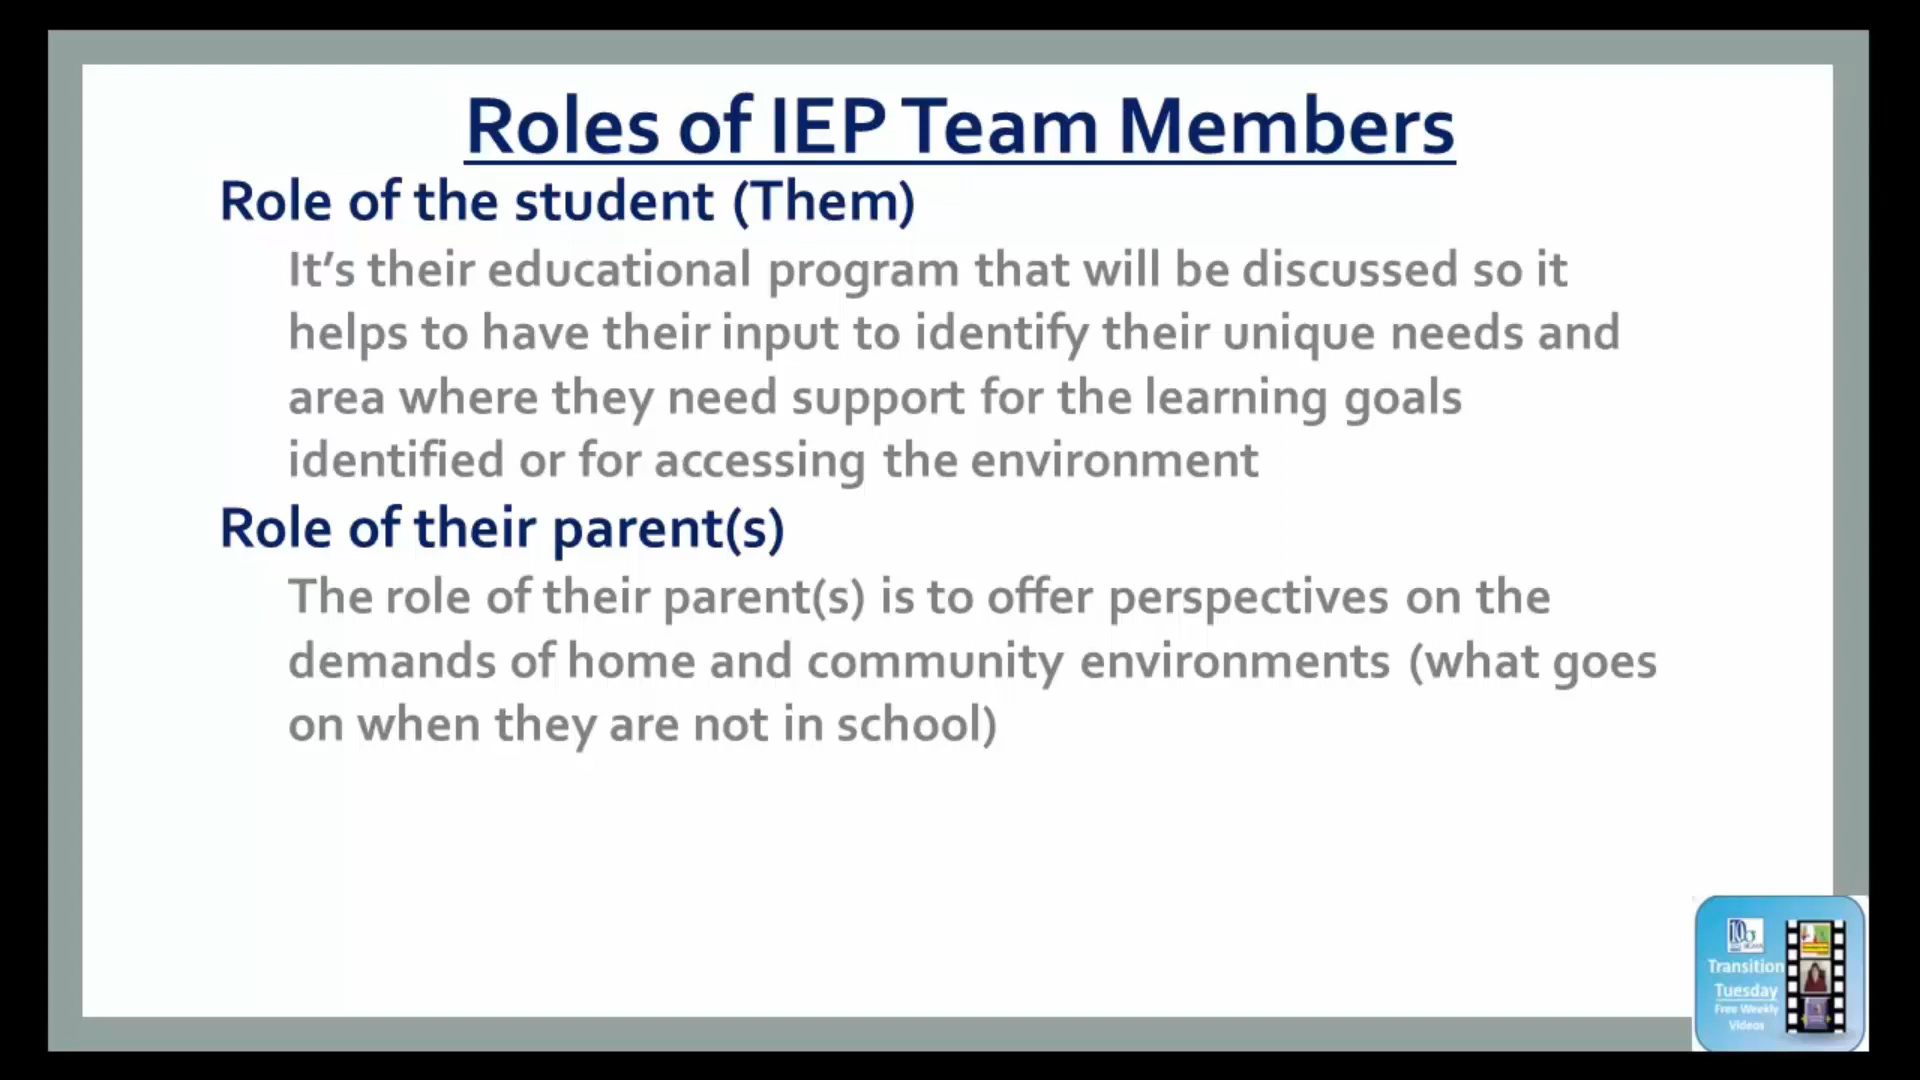 Roles of IEP Team Members
Role of the student (Them)
It’s their educational program that will be discussed so it
helps to have their input to identify their unique needs and
area where they need support for the learning goals
identified or for accessing the environment
Role of their parent(s)
The role of their parent(s) is to offer perspectives on the
demands of home and community environments (what goes
on when they are not in school)
Transition
Tuesday
Free Weekly
Videos